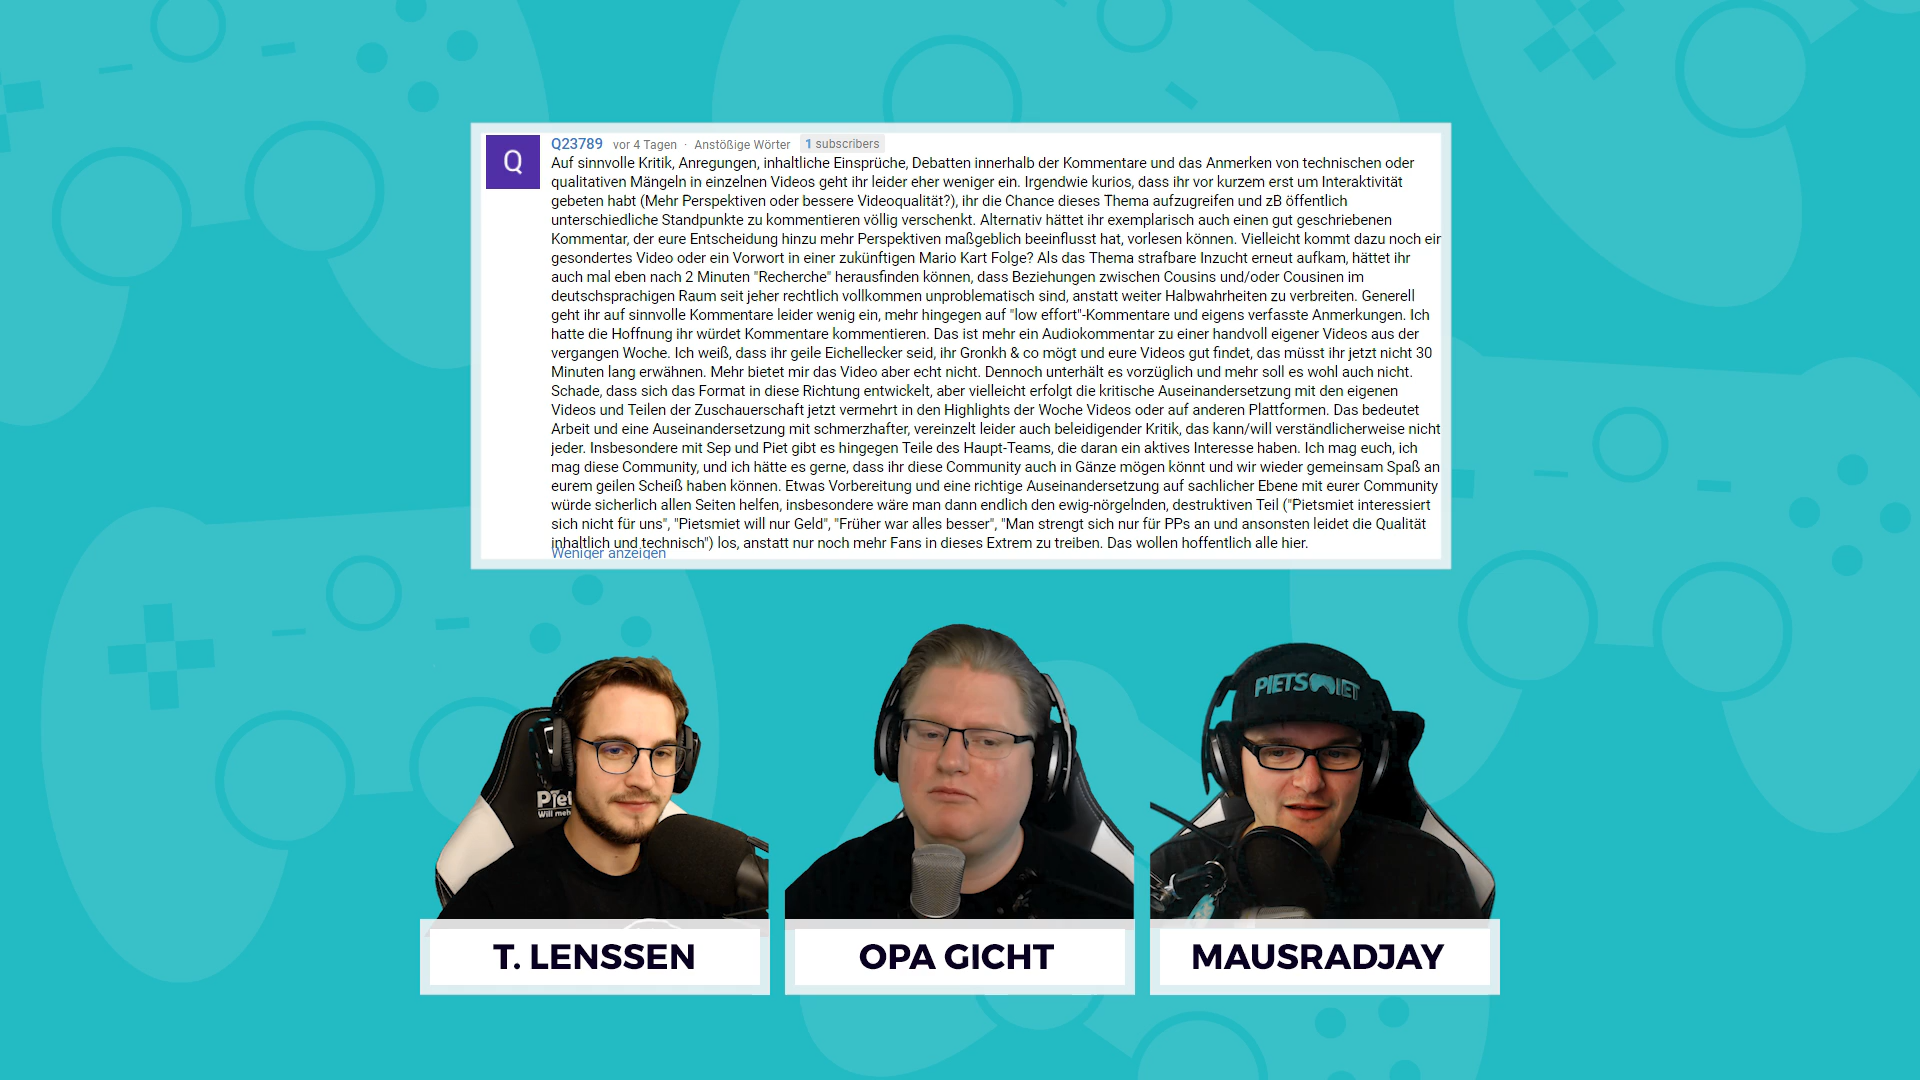 Q
Q23789 vor 4 Tagen · Anstößige Wörter 1 subscribers
Auf sinnvolle Kritik, Anregungen, inhaltliche Einsprüche, Debatten innerhalb der Kommentare und das Anmerken von technischen oder
qualitativen Mängeln in einzelnen Videos geht ihr leider eher weniger ein. Irgendwie kurios, dass ihr vor kurzem erst um Interaktivität
gebeten habt (Mehr Perspektiven oder bessere Videoqualität?), ihr die Chance dieses Thema aufzugreifen und zB öffentlich
unterschiedliche Standpunkte zu kommentieren völlig verschenkt. Alternativ hättet ihr exemplarisch auch einen gut geschriebenen
Kommentar, der eure Entscheidung hinzu mehr Perspektiven maßgeblich beeinflusst hat, vorlesen können. Vielleicht kommt dazu noch ein
gesondertes Video oder ein Vorwort in einer zukünftigen Mario Kart Folge? Als das Thema strafbare Inzucht erneut aufkam, hättet ihr
auch mal eben nach 2 Minuten "Recherche" herausfinden können, dass Beziehungen zwischen Cousins und/oder Cousinen im
deutschsprachigen Raum seit jeher rechtlich vollkommen unproblematisch sind, anstatt weiter Halbwahrheiten zu verbreiten. Generell
geht ihr auf sinnvolle Kommentare leider wenig ein, mehr hingegen auf "low effort"-Kommentare und eigens verfasste Anmerkungen. Ich
hatte die Hoffnung ihr würdet Kommentare kommentieren. Das ist mehr ein Audiokommentar zu einer handvoll eigener Videos aus der
vergangen Woche. Ich weiß, dass ihr geile Eichellecker seid, ihr Gronkh & co mögt und eure Videos gut findet, das müsst ihr jetzt nicht 30
Minuten lang erwähnen. Mehr bietet mir das Video aber echt nicht. Dennoch unterhält es vorzüglich und mehr soll es wohl auch nicht.
Schade, dass sich das Format in diese Richtung entwickelt, aber vielleicht erfolgt die kritische Auseinandersetzung mit den eigenen
Videos und Teilen der Zuschauerschaft jetzt vermehrt in den Highlights der Woche Videos oder auf anderen Plattformen. Das bedeutet
Arbeit und eine Auseinandersetzung mit schmerzhafter, vereinzelt leider auch beleidigender Kritik, das kann/will verständlicherweise nicht
jeder. Insbesondere mit Sep und Piet gibt es hingegen Teile des Haupt-Teams, die daran ein aktives Interesse haben. Ich mag euch, ich
mag diese Community, und ich hätte es gerne, dass ihr diese Community auch in Gänze mögen könnt und wir wieder gemeinsam Spaß an
eurem geilen Scheiß haben können. Etwas Vorbereitung und eine richtige Auseinandersetzung auf sachlicher Ebene mit eurer Community
würde sicherlich allen Seiten helfen, insbesondere wäre man dann endlich den ewig-nörgelnden, destruktiven Teil ("Pietsmiet interessiert
sich nicht für uns", "Pietsmiet will nur Geld", "Früher war alles besser", "Man strengt sich nur für PPs an und ansonsten leidet die Qualität
inhaltlich und technisch") los, anstatt nur noch mehr Fans in dieses Extrem zu treiben. Das wollen hoffentlich alle hier.
Weniger anzeigen
PIETSMIET
Piet
Will meh
T. LENSSEN
OPA GICHT
MAUSRADJAY